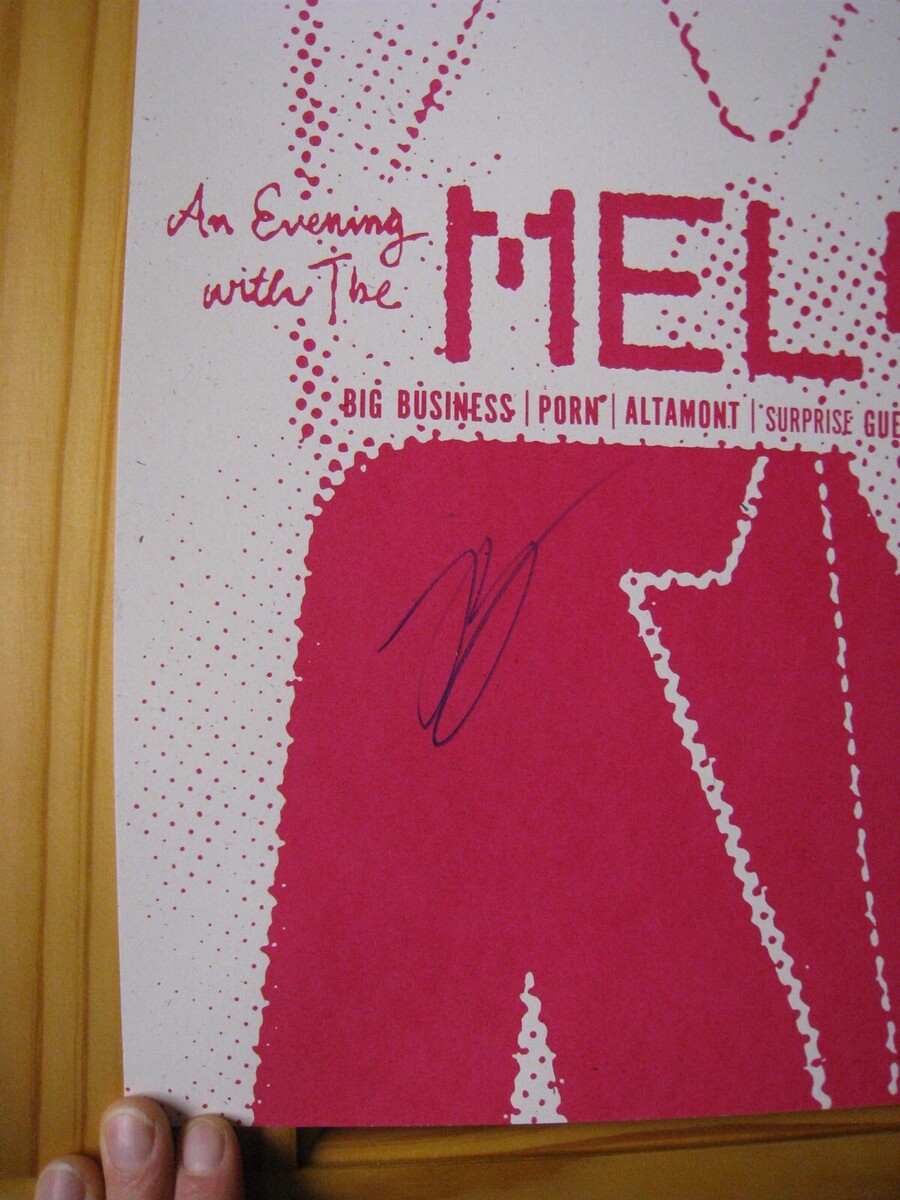 An Evening
with The
MEL
BIG BUSINESS | PORN | ALTAMONT | SURPRISE GUE